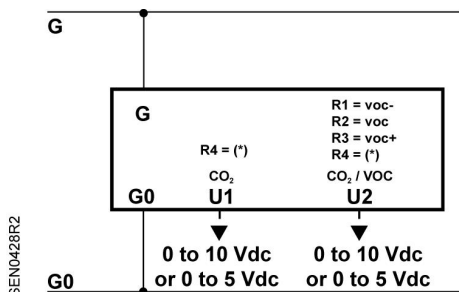 G
G
R1 = voc-
R2 = voc
R3 = voc+
R4 = (*)
R4 = (*)
CO₂
CO₂ / VOC
G0
U1
U2
0 to 10 Vdc
or 0 to 5 Vdc
0 to 10 Vdc
or 0 to 5 Vdc
G0
SEN0428R2